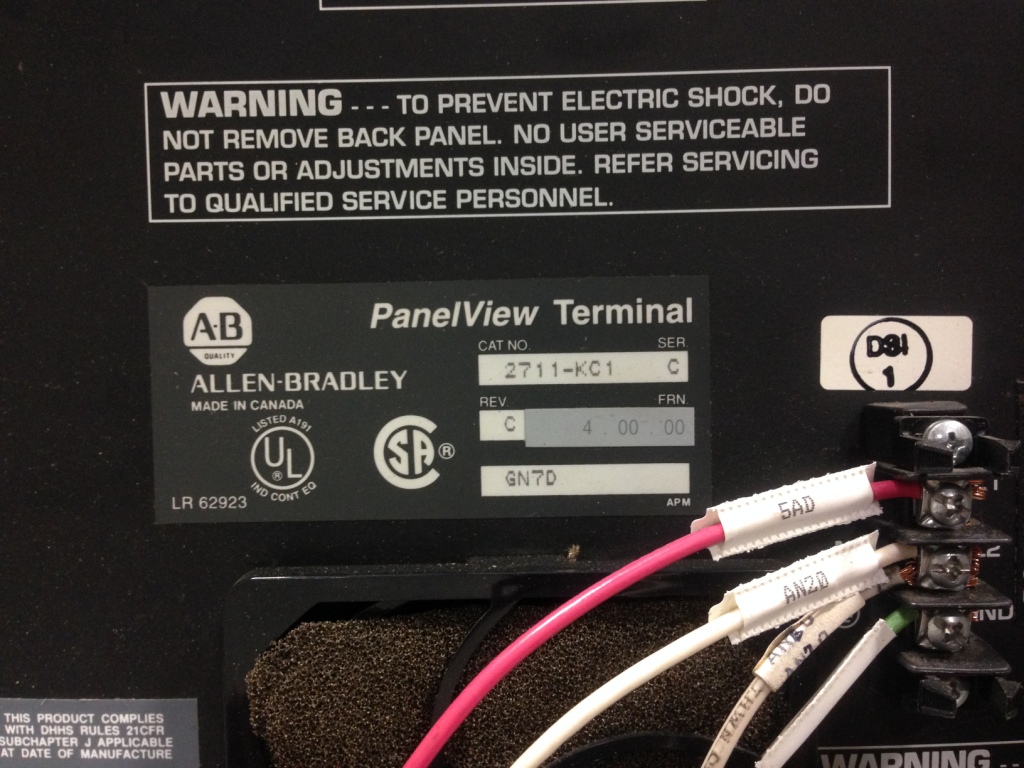 WARNING --- TO PREVENT ELECTRIC SHOCK, DO
NOT REMOVE BACK PANEL. NO USER SERVICEABLE
PARTS OR ADJUSTMENTS INSIDE. REFER SERVICING
TO QUALIFIED SERVICE PERSONNEL.
A·B
QUALITY
ALLEN-BRADLEY
MADE IN CANADA
PanelView Terminal
CAT NO. SER.
2711-KC1 C
REV. FRN.
C 4.00.00
GN7D
APM
LISTED A191
UL ®
IND CONT EQ
SA ®
LR 62923
1
5AD
AN2D
THIS PRODUCT COMPLIES
WITH DHHS RULES 21CFR
SUBCHAPTER J APPLICABLE
AT DATE OF MANUFACTURE
WARNING --